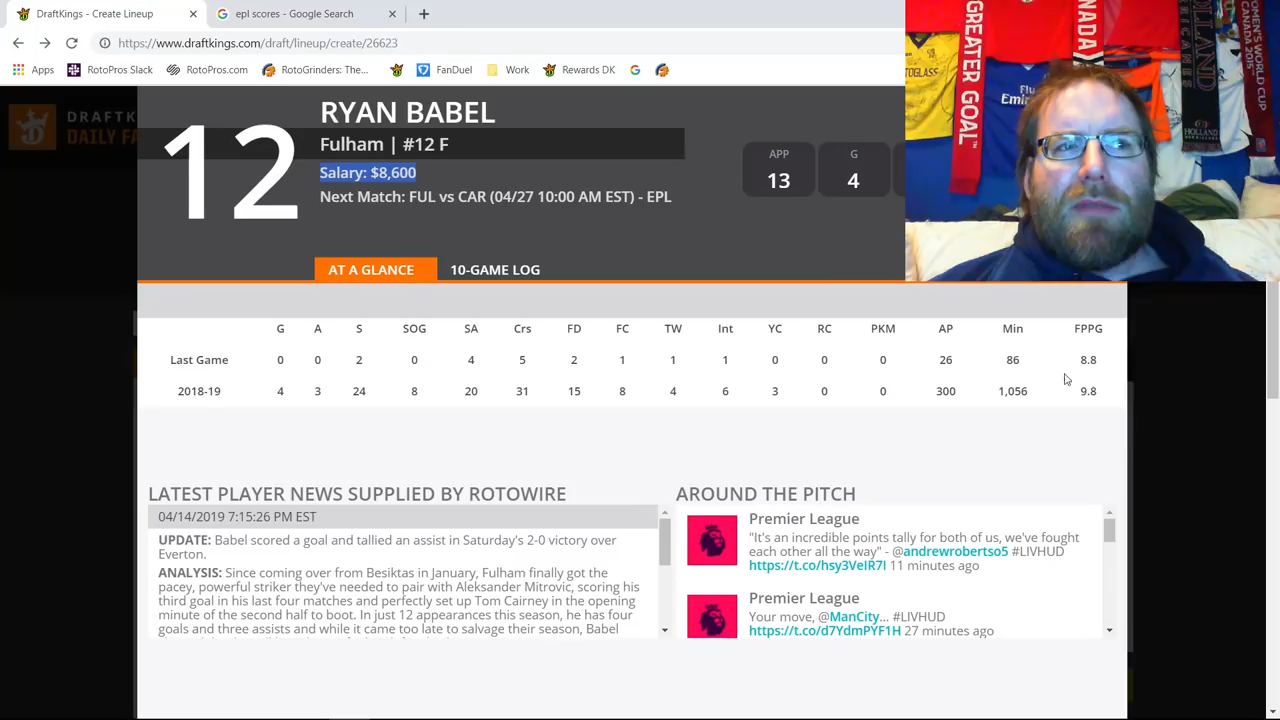 DraftKings - Create Lineup
epl scores - Google Search
https://www.draftkings.com/draft/lineup/create/26623
Apps
RotoPros Slack
RotoPros.com
RotoGrinders: The...
FanDuel
Work
Rewards DK
DRAFTK
DAILY FA
12
RYAN BABEL
Fulham | #12 F
Salary: $8,600
Next Match: FUL vs CAR (04/27 10:00 AM EST) - EPL
APP
13
G
4
AT A GLANCE
10-GAME LOG
G A S SOG SA Crs FD FC TW Int YC RC PKM AP Min FPPG
Last Game 0 0 2 0 4 5 2 1 1 1 0 0 0 26 86 8.8
2018-19 4 3 24 8 20 31 15 8 4 6 3 0 0 300 1,056 9.8
LATEST PLAYER NEWS SUPPLIED BY ROTOWIRE
04/14/2019 7:15:26 PM EST
UPDATE: Babel scored a goal and tallied an assist in Saturday's 2-0 victory over
Everton.
ANALYSIS: Since coming over from Besiktas in January, Fulham finally got the
pacey, powerful striker they've needed to pair with Aleksander Mitrovic, scoring his
third goal in his last four matches and perfectly set up Tom Cairney in the opening
minute of the second half to boot. In just 12 appearances this season, he has four
goals and three assists and while it came too late to salvage their season, Babel
AROUND THE PITCH
Premier League
"It's an incredible points tally for both of us, we've fought
each other all the way" - @andrewrobertso5 #LIVHUD
https://t.co/hsy3VeIR7I 11 minutes ago
Premier League
Your move, @ManCity... #LIVHUD
https://t.co/d7YdmPYF1H 27 minutes ago
GREATER GOAL
NADA
HOLLAND
WOMEN'S WORLD CUP
CANADA 2015